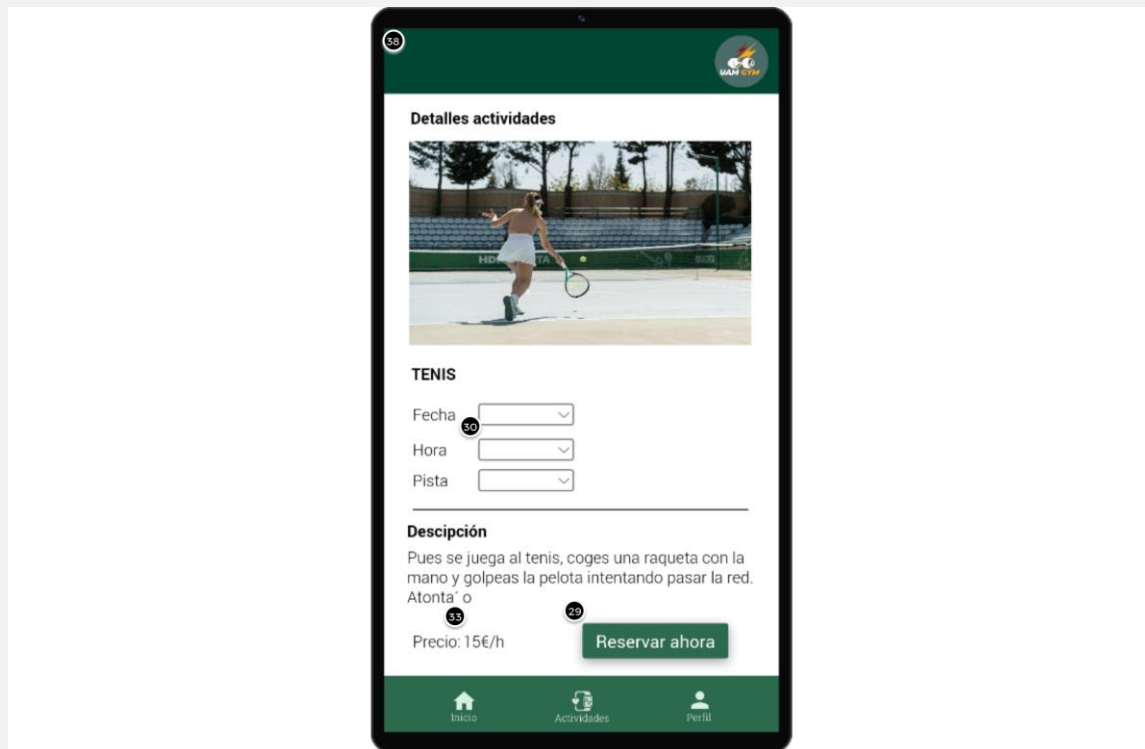 38
UAM GYM
Detalles actividades
TENIS
Fecha
30
Hora
Pista
Descipción
Pues se juega al tenis, coges una raqueta con la
mano y golpeas la pelota intentando pasar la red.
Atonta´ o
33
29
Precio: 15€/h
Reservar ahora
Inicio
Actividades
Perfil